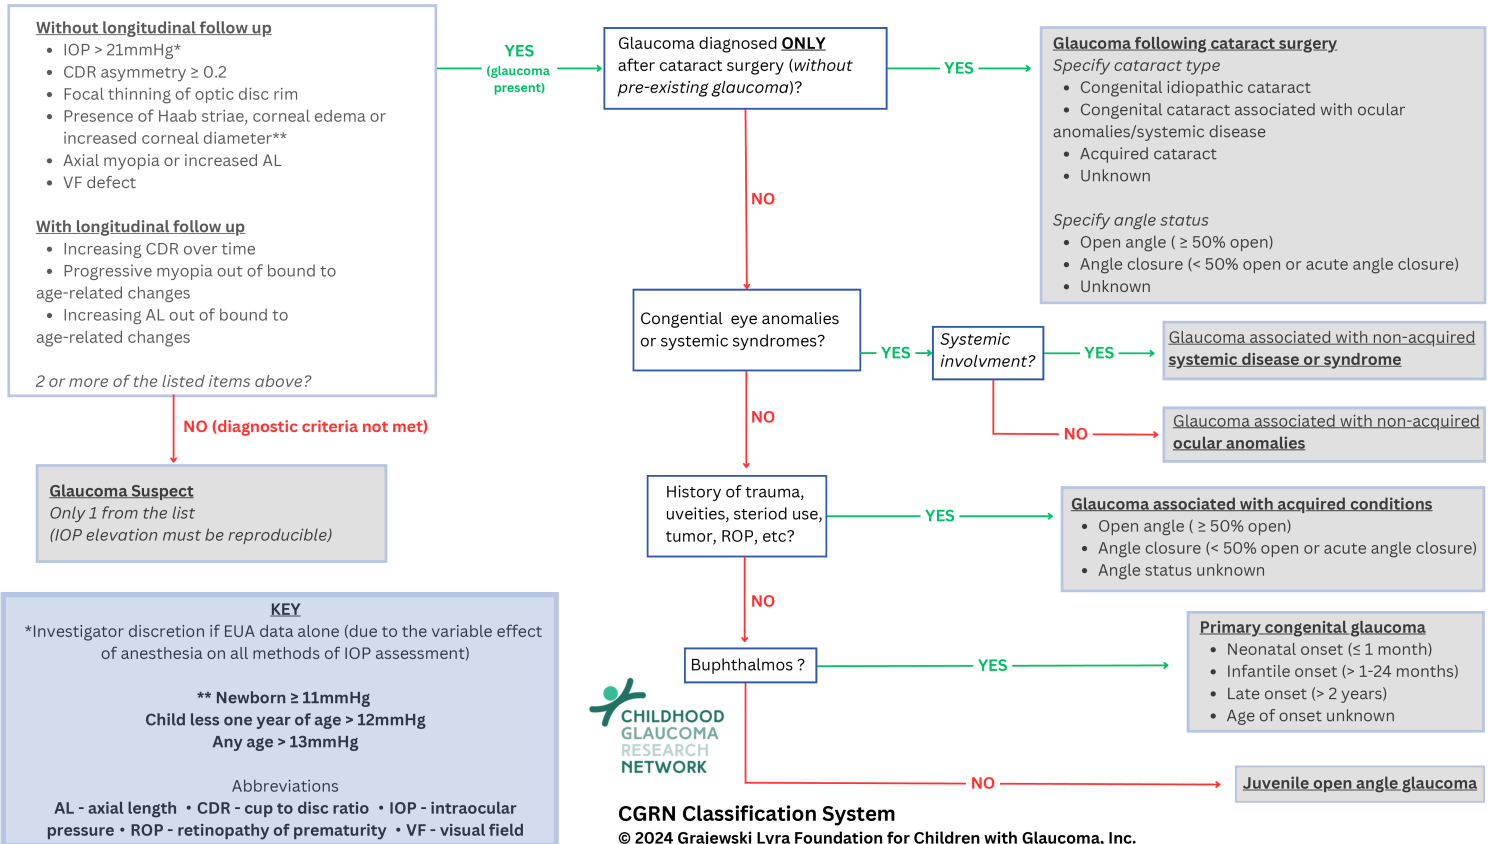 Without longitudinal follow up
• IOP > 21mmHg*
• CDR asymmetry ≥ 0.2
• Focal thinning of optic disc rim
• Presence of Haab striae, corneal edema or
increased corneal diameter**
• Axial myopia or increased AL
• VF defect
With longitudinal follow up
• Increasing CDR over time
• Progressive myopia out of bound to
age-related changes
• Increasing AL out of bound to
age-related changes
2 or more of the listed items above?
YES
(glaucoma
present)
NO (diagnostic criteria not met)
Glaucoma Suspect
Only 1 from the list
(IOP elevation must be reproducible)
Glaucoma diagnosed ONLY
after cataract surgery (without
pre-existing glaucoma)?
YES
Glaucoma following cataract surgery
Specify cataract type
• Congenital idiopathic cataract
• Congenital cataract associated with ocular
anomalies/systemic disease
• Acquired cataract
• Unknown
Specify angle status
• Open angle ( ≥ 50% open)
• Angle closure (< 50% open or acute angle closure)
• Unknown
NO
Congential eye anomalies
or systemic syndromes?
YES
Systemic
involvment?
YES
Glaucoma associated with non-acquired
systemic disease or syndrome
NO
Glaucoma associated with non-acquired
ocular anomalies
NO
History of trauma,
uveities, steriod use,
tumor, ROP, etc?
YES
Glaucoma associated with acquired conditions
• Open angle ( ≥ 50% open)
• Angle closure (< 50% open or acute angle closure)
• Angle status unknown
NO
Buphthalmos ?
YES
Primary congenital glaucoma
• Neonatal onset (≤ 1 month)
• Infantile onset (> 1-24 months)
• Late onset (> 2 years)
• Age of onset unknown
NO
Juvenile open angle glaucoma
KEY
*Investigator discretion if EUA data alone (due to the variable effect
of anesthesia on all methods of IOP assessment)
** Newborn ≥ 11mmHg
Child less one year of age > 12mmHg
Any age > 13mmHg
Abbreviations
AL - axial length • CDR - cup to disc ratio • IOP - intraocular
pressure • ROP - retinopathy of prematurity • VF - visual field
CHILDHOOD
GLAUCOMA
RESEARCH
NETWORK
CGRN Classification System
© 2024 Grajewski Lyra Foundation for Children with Glaucoma, Inc.